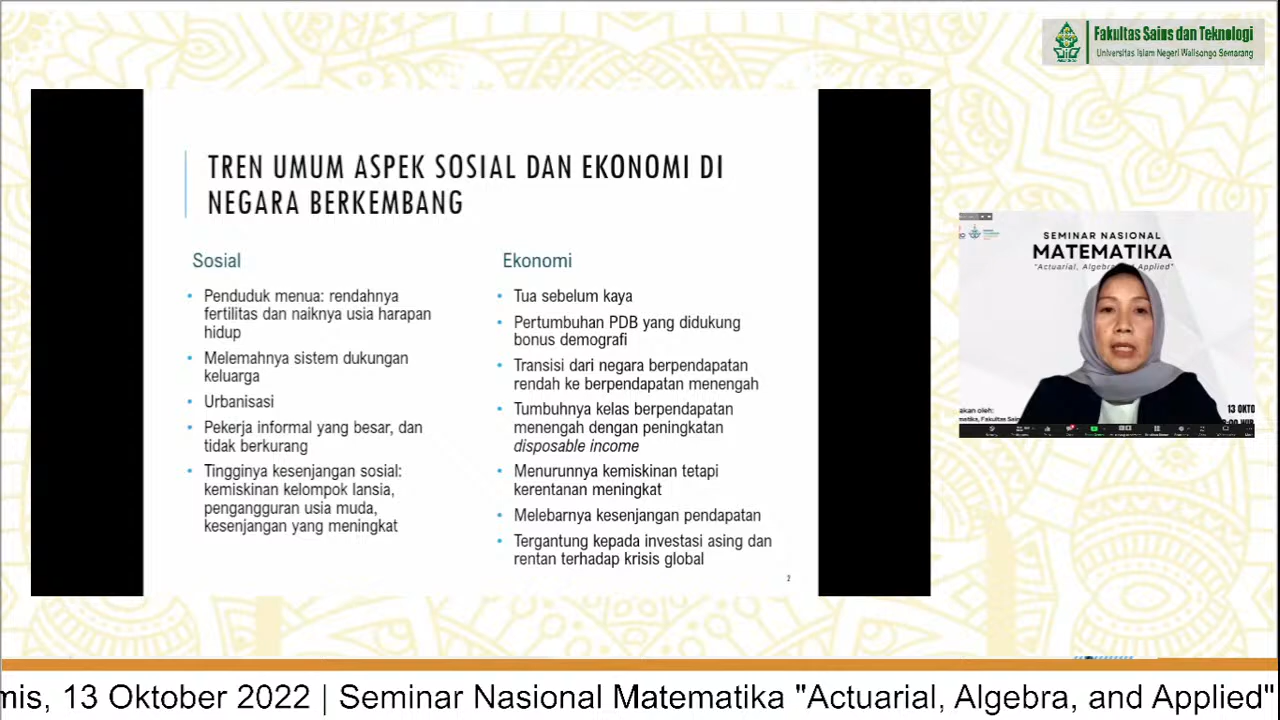 Fakultas Sains dan Teknologi
Universitas Islam Negeri Walisongo Semarang
TREN UMUM ASPEK SOSIAL DAN EKONOMI DI
NEGARA BERKEMBANG
Sosial
• Penduduk menua: rendahnya
fertilitas dan naiknya usia harapan
hidup
• Melemahnya sistem dukungan
keluarga
• Urbanisasi
• Pekerja informal yang besar, dan
tidak berkurang
• Tingginya kesenjangan sosial:
kemiskinan kelompok lansia,
pengangguran usia muda,
kesenjangan yang meningkat
Ekonomi
• Tua sebelum kaya
• Pertumbuhan PDB yang didukung
bonus demografi
• Transisi dari negara berpendapatan
rendah ke berpendapatan menengah
• Tumbuhnya kelas berpendapatan
menengah dengan peningkatan
disposable income
• Menurunnya kemiskinan tetapi
kerentanan meningkat
• Melebarnya kesenjangan pendapatan
• Tergantung kepada investasi asing dan
rentan terhadap krisis global
2
SEMINAR NASIONAL
MATEMATIKA
"Actuarial, Algebra, Applied"
akan oleh:
matika, Fakultas Sains
13 OKTO
mis, 13 Oktober 2022 | Seminar Nasional Matematika "Actuarial, Algebra, and Applied"